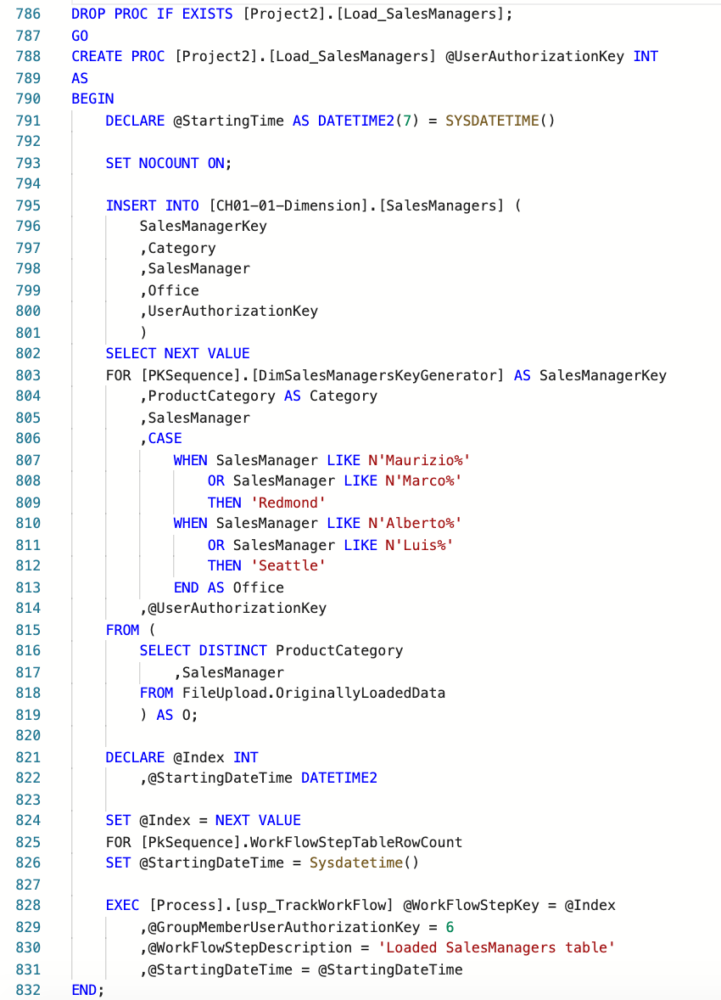 786 DROP PROC IF EXISTS [Project2].[Load_SalesManagers];
787 GO
788 CREATE PROC [Project2].[Load_SalesManagers] @UserAuthorizationKey INT
789 AS
790 BEGIN
791     DECLARE @StartingTime AS DATETIME2(7) = SYSDATETIME()
792
793     SET NOCOUNT ON;
794
795     INSERT INTO [CH01-01-Dimension].[SalesManagers] (
796         SalesManagerKey
797         ,Category
798         ,SalesManager
799         ,Office
800         ,UserAuthorizationKey
801         )
802     SELECT NEXT VALUE
803     FOR [PKSequence].[DimSalesManagersKeyGenerator] AS SalesManagerKey
804         ,ProductCategory AS Category
805         ,SalesManager
806         ,CASE
807             WHEN SalesManager LIKE N'Maurizio%'
808                 OR SalesManager LIKE N'Marco%'
809                 THEN 'Redmond'
810             WHEN SalesManager LIKE N'Alberto%'
811                 OR SalesManager LIKE N'Luis%'
812                 THEN 'Seattle'
813             END AS Office
814         ,@UserAuthorizationKey
815     FROM (
816         SELECT DISTINCT ProductCategory
817             ,SalesManager
818         FROM FileUpload.OriginallyLoadedData
819         ) AS O;
820
821     DECLARE @Index INT
822         ,@StartingDateTime DATETIME2
823
824     SET @Index = NEXT VALUE
825     FOR [PkSequence].WorkFlowStepTableRowCount
826     SET @StartingDateTime = Sysdatetime()
827
828     EXEC [Process].[usp_TrackWorkFlow] @WorkFlowStepKey = @Index
829         ,@GroupMemberUserAuthorizationKey = 6
830         ,@WorkFlowStepDescription = 'Loaded SalesManagers table'
831         ,@StartingDateTime = @StartingDateTime
832 END;